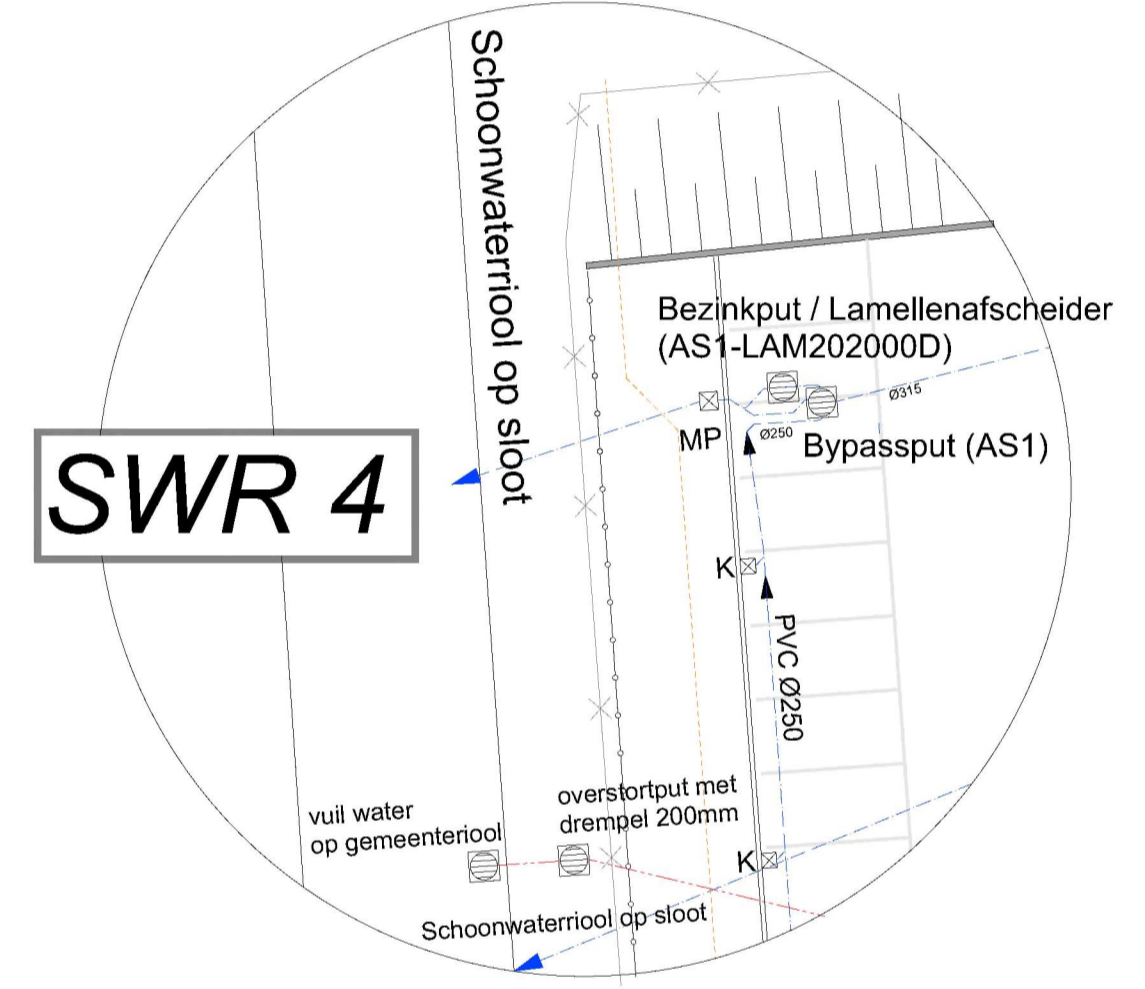 Schoonwaterriool op sloot
Bezinkput / Lamellenafscheider
(AS1-LAM202000D)
Ø315
MP
Ø250
Bypassput (AS1)
SWR 4
K
PVC Ø250
overstortput met
drempel 200mm
vuil water
op gemeenteriool
K
Schoonwaterriool op sloot